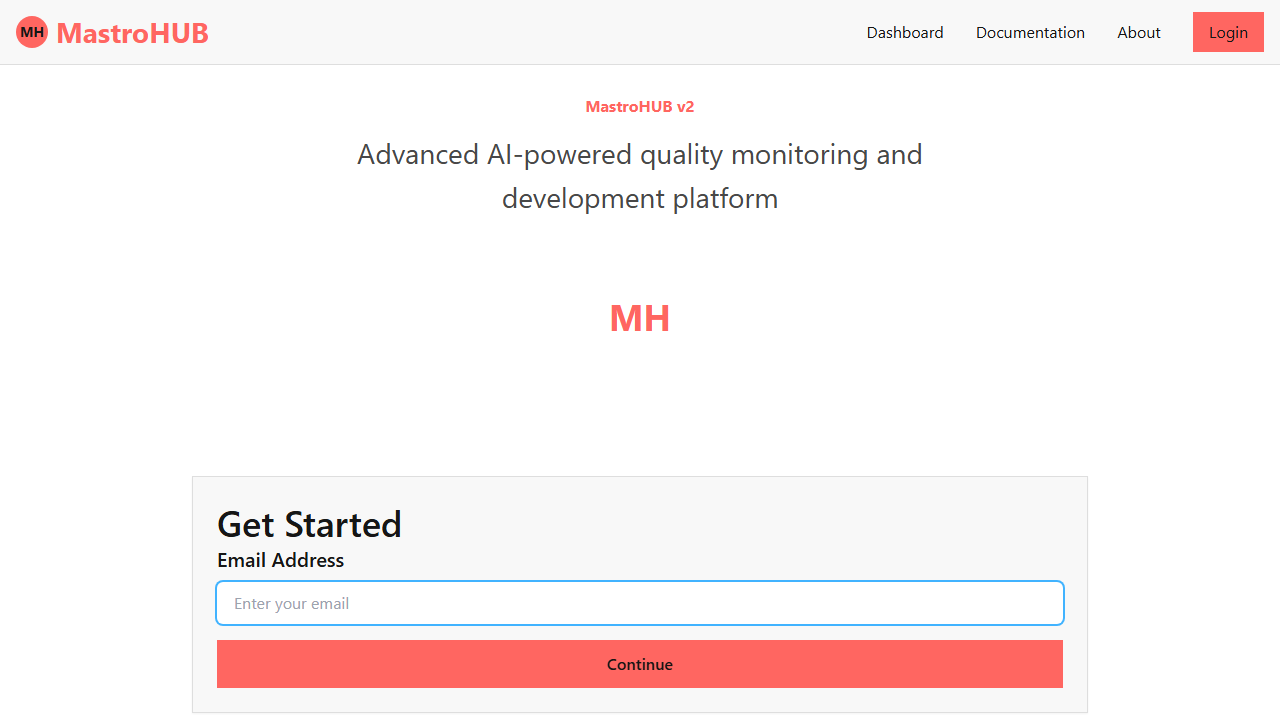 MH MastroHUB
Dashboard Documentation About Login
MastroHUB v2
Advanced AI-powered quality monitoring and
development platform
MH
Get Started
Email Address
Enter your email
Continue